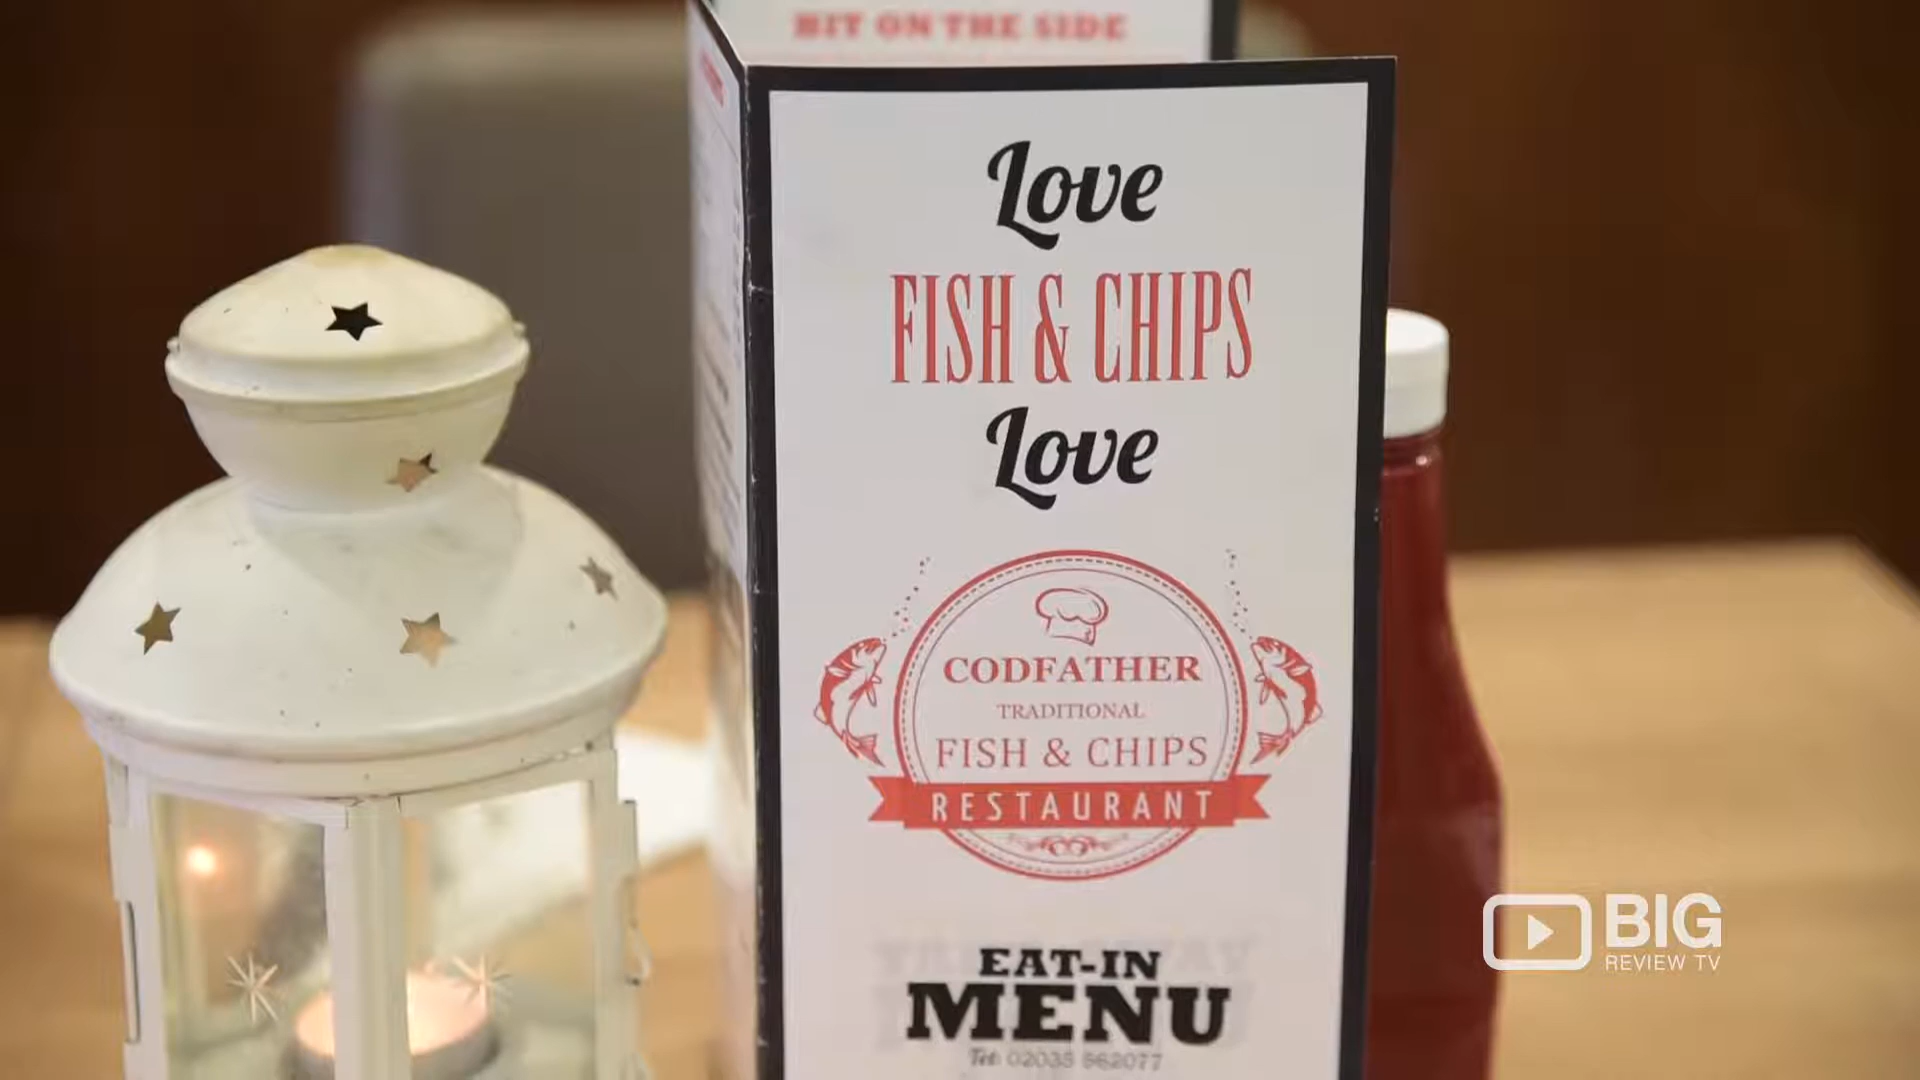 BIT ON THE SIDE
Love
FISH & CHIPS
Love
CODFATHER
TRADITIONAL
FISH & CHIPS
RESTAURANT
EAT-IN
MENU
Tel: 02035 562077
BIG
REVIEW TV